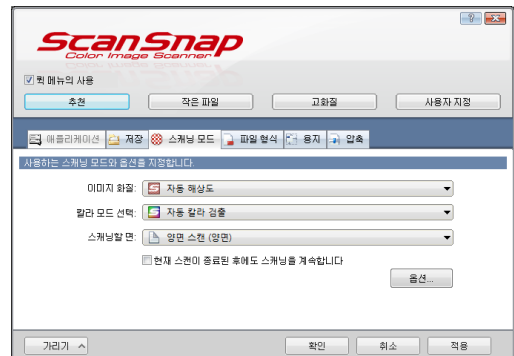 ScanSnap
Color Image Scanner
퀵 메뉴의 사용
추천 작은 파일 고화질 사용자 지정
애플리케이션 저장 스캐닝 모드 파일 형식 용지 압축
사용하는 스캐닝 모드와 옵션을 지정합니다.
이미지 화질: 자동 해상도
칼라 모드 선택: 자동 칼라 검출
스캐닝할 면: 양면 스캔 (양면)
현재 스캔이 종료된 후에도 스캐닝을 계속합니다
옵션...
가리기 확인 취소 적용